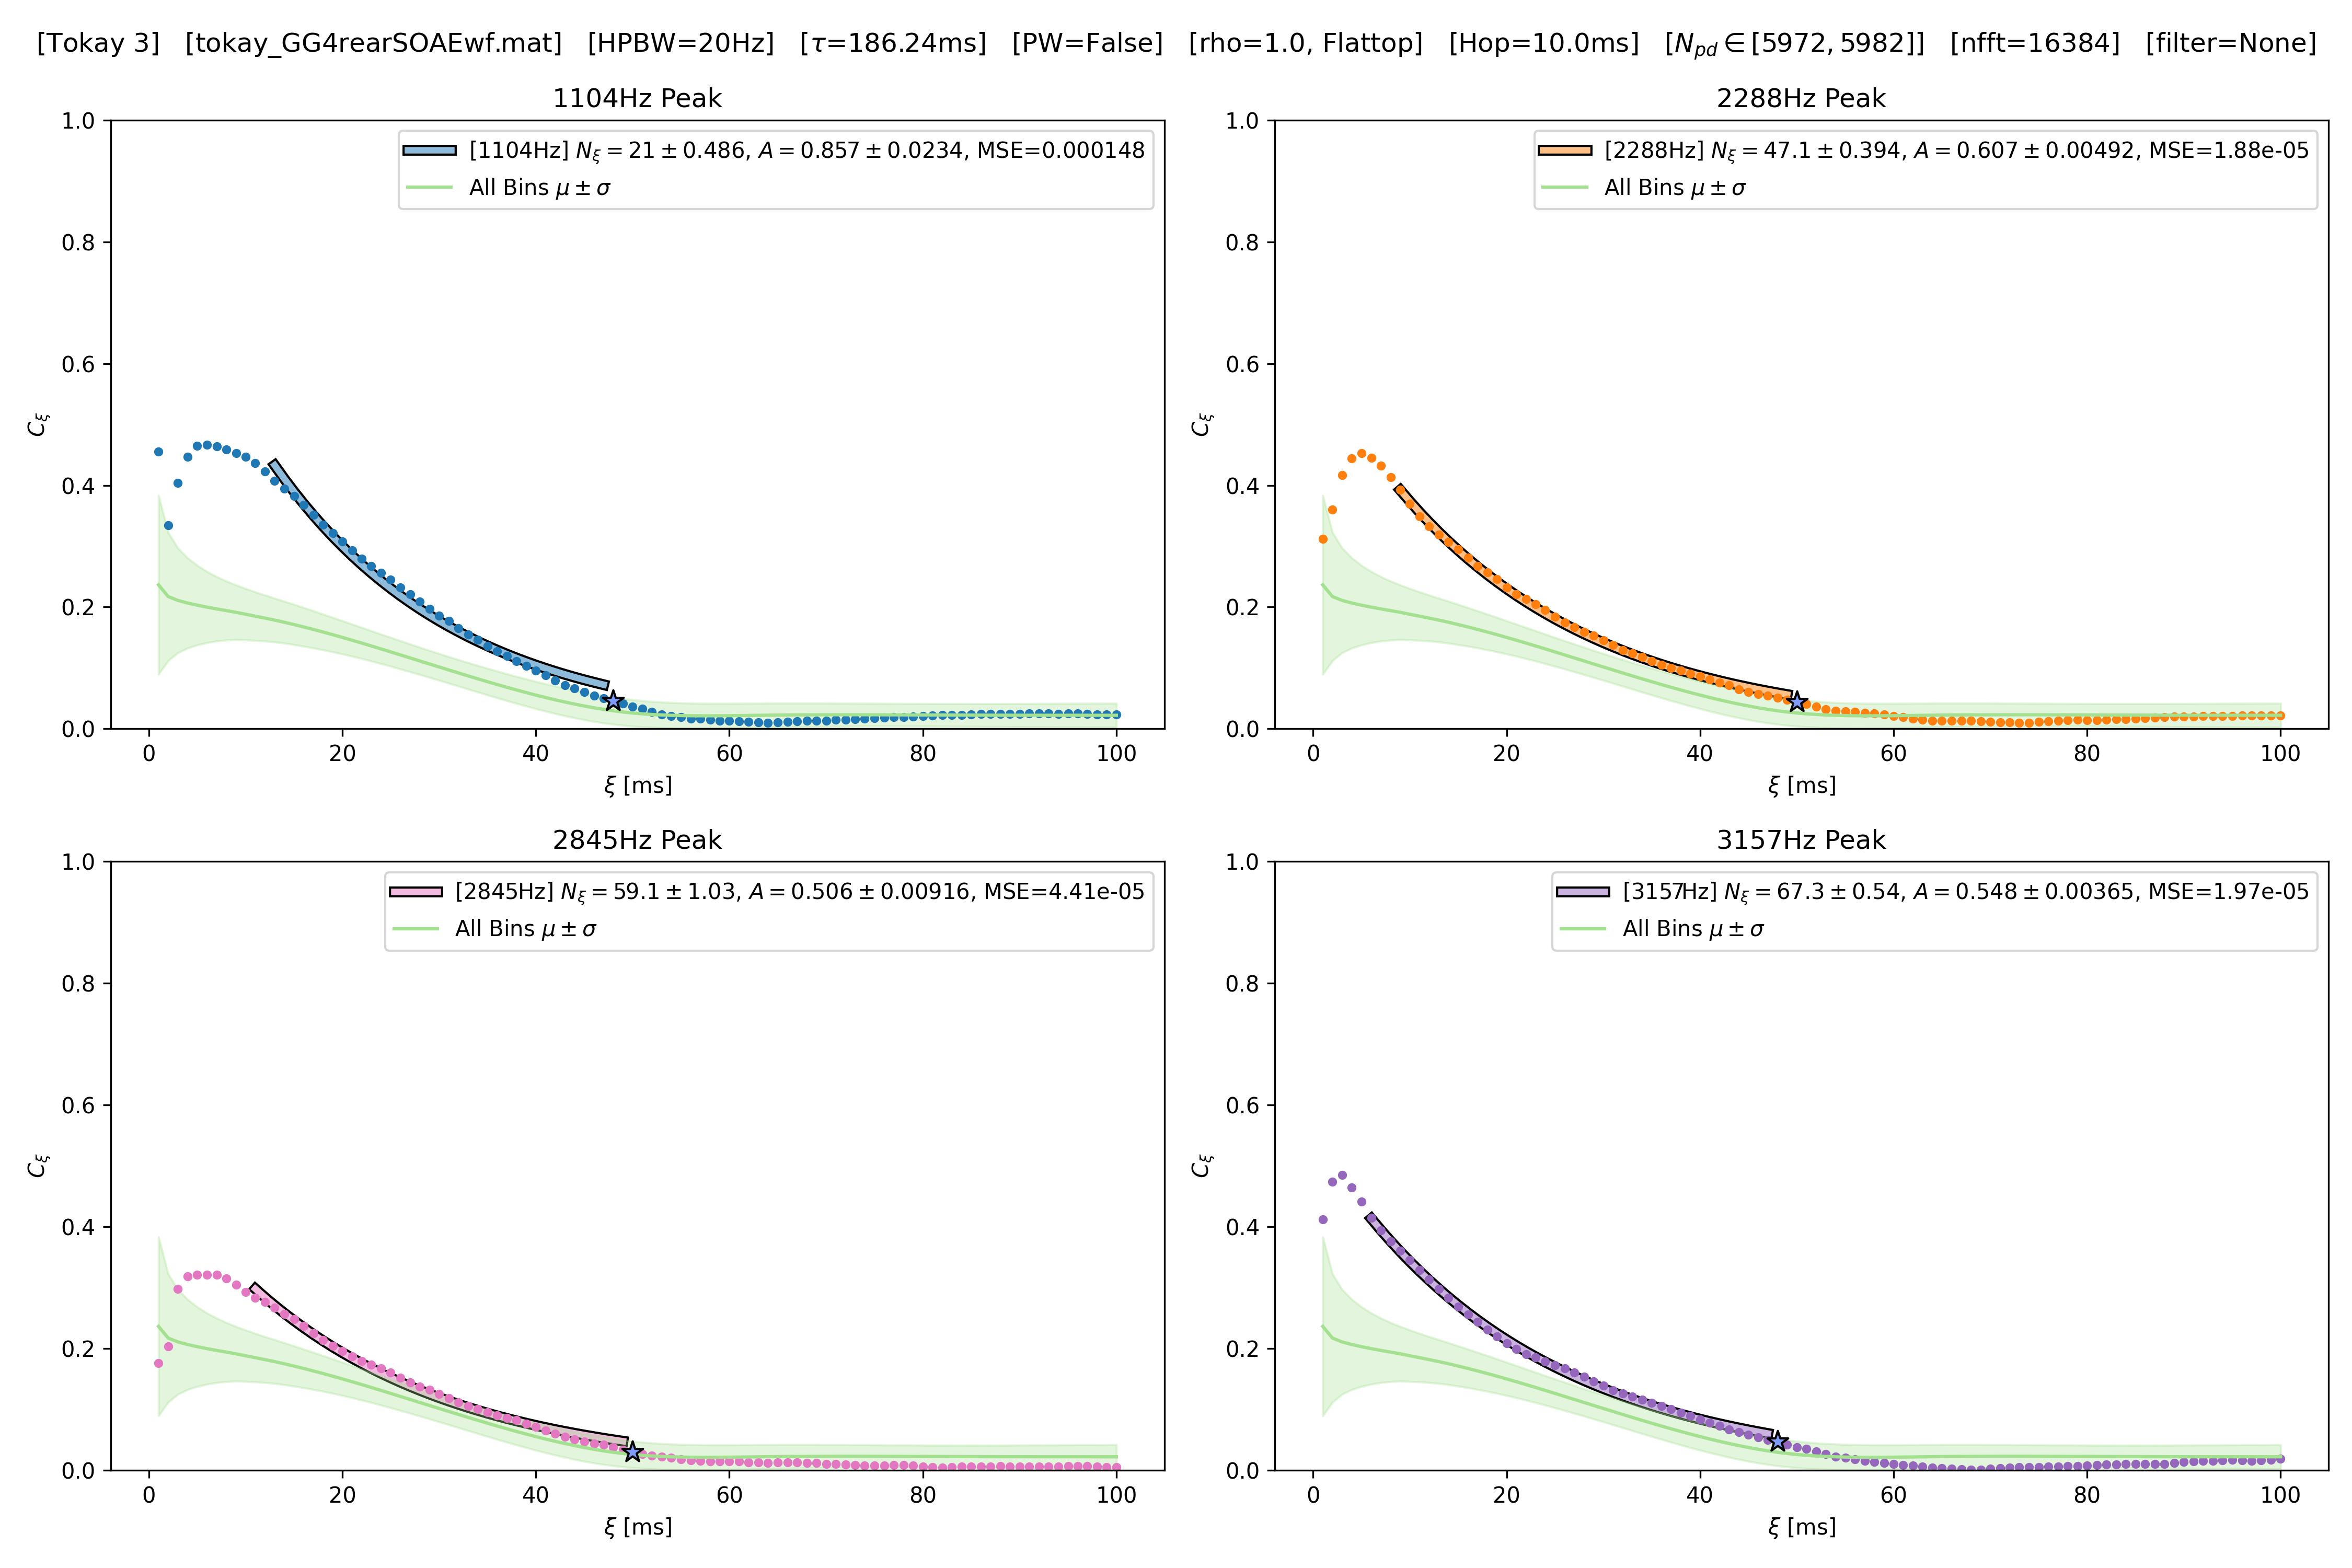 [Tokay 3] [tokay_GG4rearSOAEwf.mat] [HPBW=20Hz] [τ=186.24ms] [PW=False] [rho=1.0, Flattop] [Hop=10.0ms] [N_pd ∈ [5972, 5982]] [nfft=16384] [filter=None]
1104Hz Peak
1.0
0.8
0.6
0.4
0.2
0.0
C_ξ
[1104Hz] N_ξ = 21 ± 0.486, A = 0.857 ± 0.0234, MSE=0.000148
All Bins μ ± σ
0 20 40 60 80 100
ξ [ms]
2288Hz Peak
1.0
0.8
0.6
0.4
0.2
0.0
C_ξ
[2288Hz] N_ξ = 47.1 ± 0.394, A = 0.607 ± 0.00492, MSE=1.88e-05
All Bins μ ± σ
0 20 40 60 80 100
ξ [ms]
2845Hz Peak
1.0
0.8
0.6
0.4
0.2
0.0
C_ξ
[2845Hz] N_ξ = 59.1 ± 1.03, A = 0.506 ± 0.00916, MSE=4.41e-05
All Bins μ ± σ
0 20 40 60 80 100
ξ [ms]
3157Hz Peak
1.0
0.8
0.6
0.4
0.2
0.0
C_ξ
[3157Hz] N_ξ = 67.3 ± 0.54, A = 0.548 ± 0.00365, MSE=1.97e-05
All Bins μ ± σ
0 20 40 60 80 100
ξ [ms]